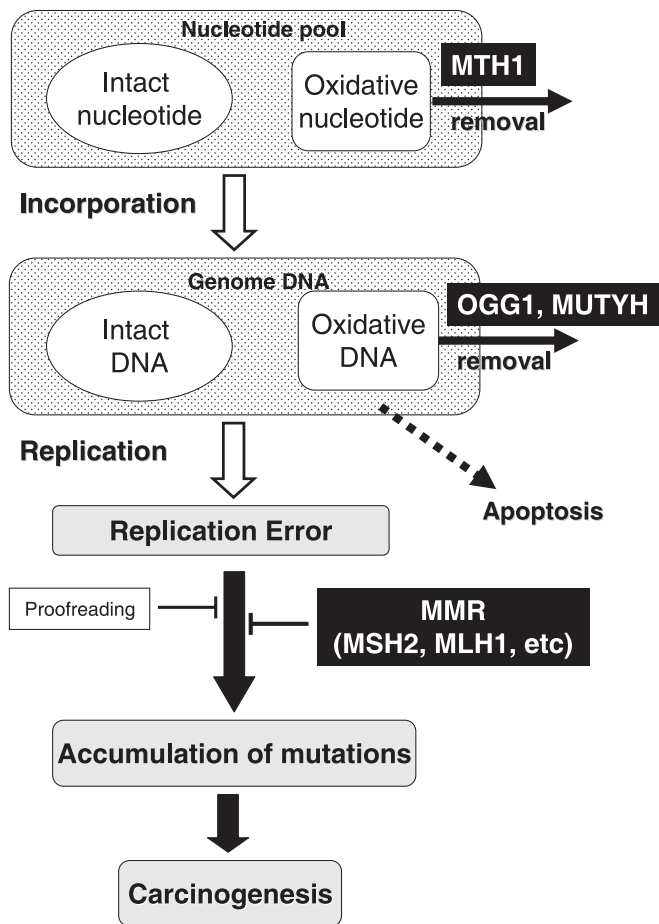 Nucleotide pool
Intact
nucleotide
Oxidative
nucleotide
MTH1
removal
Incorporation
Genome DNA
Intact
DNA
Oxidative
DNA
OGG1, MUTYH
removal
Replication
Apoptosis
Replication Error
Proofreading
MMR
(MSH2, MLH1, etc)
Accumulation of mutations
Carcinogenesis